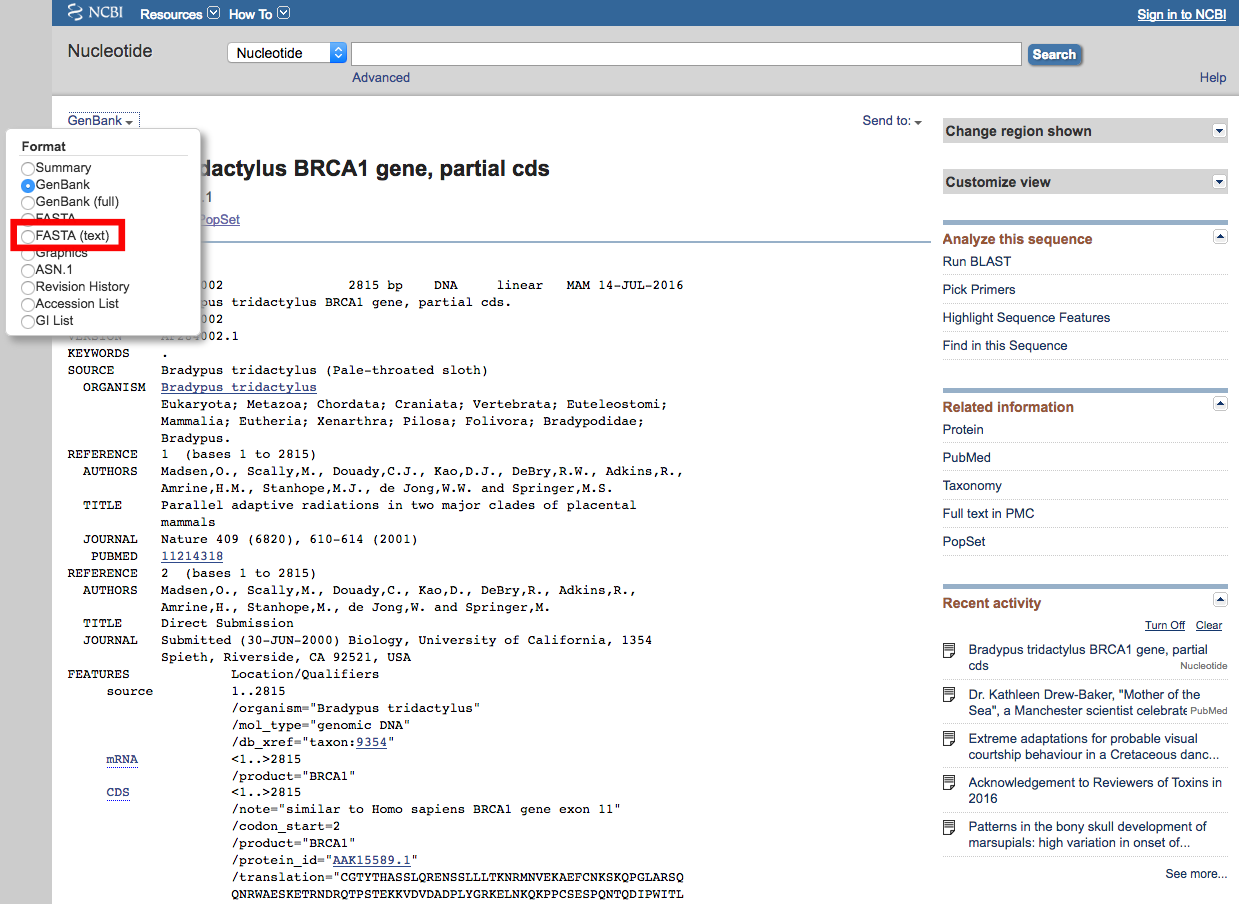 NCBI Resources How To Sign in to NCBI
Nucleotide Nucleotide Search
Advanced Help
GenBank Send to:
Format
Summary
GenBank
GenBank (full)
FASTA
FASTA (text)
Graphics
ASN.1
Revision History
Accession List
GI List
dactylus BRCA1 gene, partial cds
.1
PopSet
002 2815 bp DNA linear MAM 14-JUL-2016
pus tridactylus BRCA1 gene, partial cds.
002
VERSION 002.1
KEYWORDS .
SOURCE Bradypus tridactylus (Pale-throated sloth)
ORGANISM Bradypus tridactylus
Eukaryota; Metazoa; Chordata; Craniata; Vertebrata; Euteleostomi;
Mammalia; Eutheria; Xenarthra; Pilosa; Folivora; Bradypodidae;
Bradypus.
REFERENCE 1 (bases 1 to 2815)
AUTHORS Madsen,O., Scally,M., Douady,C.J., Kao,D.J., DeBry,R.W., Adkins,R.,
Amrine,H.M., Stanhope,M.J., de Jong,W.W. and Springer,M.S.
TITLE Parallel adaptive radiations in two major clades of placental
mammals
JOURNAL Nature 409 (6820), 610-614 (2001)
PUBMED 11214318
REFERENCE 2 (bases 1 to 2815)
AUTHORS Madsen,O., Scally,M., Douady,C., Kao,D., DeBry,R., Adkins,R.,
Amrine,H., Stanhope,M., de Jong,W. and Springer,M.
TITLE Direct Submission
JOURNAL Submitted (30-JUN-2000) Biology, University of California, 1354
Spieth, Riverside, CA 92521, USA
FEATURES Location/Qualifiers
source 1..2815
/organism="Bradypus tridactylus"
/mol_type="genomic DNA"
/db_xref="taxon:9354"
mRNA <1..>2815
/product="BRCA1"
CDS <1..>2815
/note="similar to Homo sapiens BRCA1 gene exon 11"
/codon_start=2
/product="BRCA1"
/protein_id="AAK15589.1"
/translation="CGTYTHASSLQRENSSLLLTKNRMNVEKAEFCNKSKQPGLARSQ
QNRWAESKETRNDRQTPSTEKKVDVDADPLYGRKELNKQKPPCSESPQNTQDIPWITL
Change region shown
Customize view
Analyze this sequence
Run BLAST
Pick Primers
Highlight Sequence Features
Find in this Sequence
Related information
Protein
PubMed
Taxonomy
Full text in PMC
PopSet
Recent activity
Turn Off Clear
Bradypus tridactylus BRCA1 gene, partial
cds Nucleotide
Dr. Kathleen Drew-Baker, "Mother of the
Sea", a Manchester scientist celebrate PubMed
Extreme adaptations for probable visual
courtship behaviour in a Cretaceous danc...
Acknowledgement to Reviewers of Toxins in
2016
Patterns in the bony skull development of
marsupials: high variation in onset of...
See more...